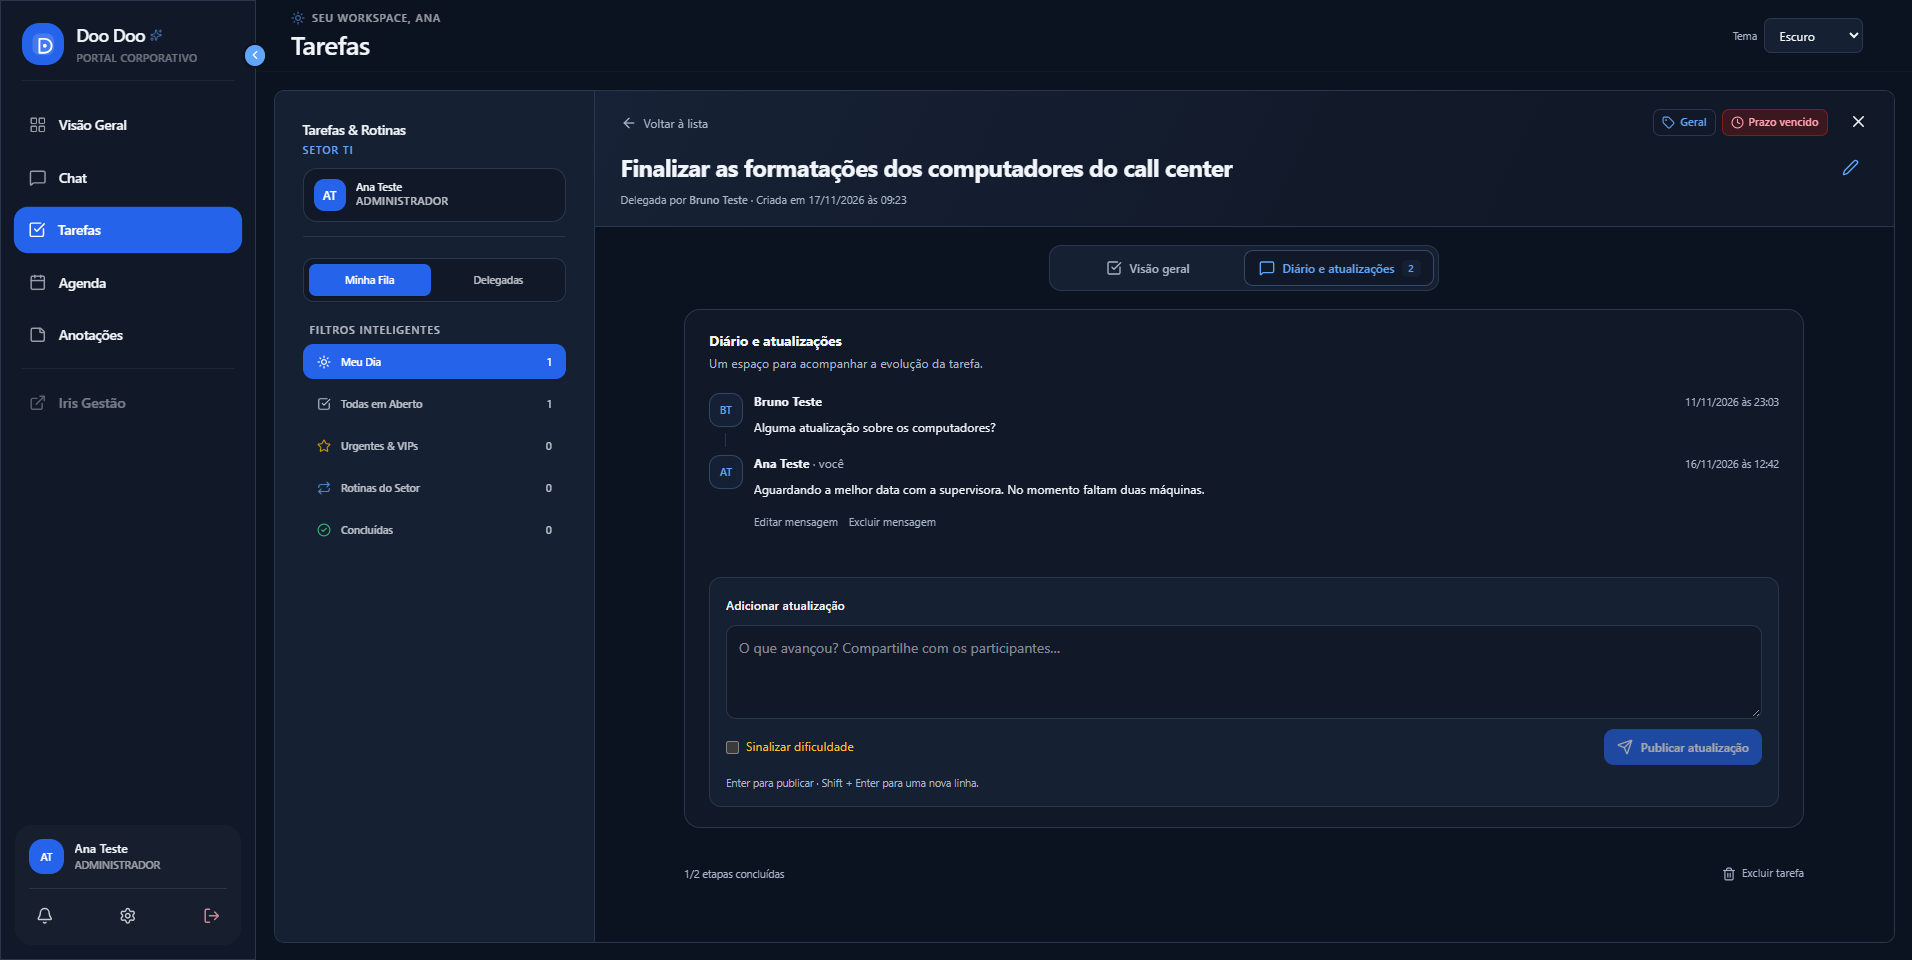 Doo Doo
PORTAL CORPORATIVO
Visão Geral
Chat
Tarefas
Agenda
Anotações
Iris Gestão
AT
Ana Teste
ADMINISTRADOR
SEU WORKSPACE, ANA
Tarefas
Tema
Escuro
Tarefas & Rotinas
SETOR TI
AT
Ana Teste
ADMINISTRADOR
Minha Fila
Delegadas
FILTROS INTELIGENTES
Meu Dia 1
Todas em Aberto 1
Urgentes & VIPs 0
Rotinas do Setor 0
Concluídas 0
Voltar à lista
Geral
Prazo vencido
Finalizar as formatações dos computadores do call center
Delegada por Bruno Teste · Criada em 17/11/2026 às 09:23
Visão geral
Diário e atualizações 2
Diário e atualizações
Um espaço para acompanhar a evolução da tarefa.
BT
Bruno Teste
11/11/2026 às 23:03
Alguma atualização sobre os computadores?
AT
Ana Teste · você
16/11/2026 às 12:42
Aguardando a melhor data com a supervisora. No momento faltam duas máquinas.
Editar mensagem
Excluir mensagem
Adicionar atualização
O que avançou? Compartilhe com os participantes...
Sinalizar dificuldade
Publicar atualização
Enter para publicar · Shift + Enter para uma nova linha.
1/2 etapas concluídas
Excluir tarefa